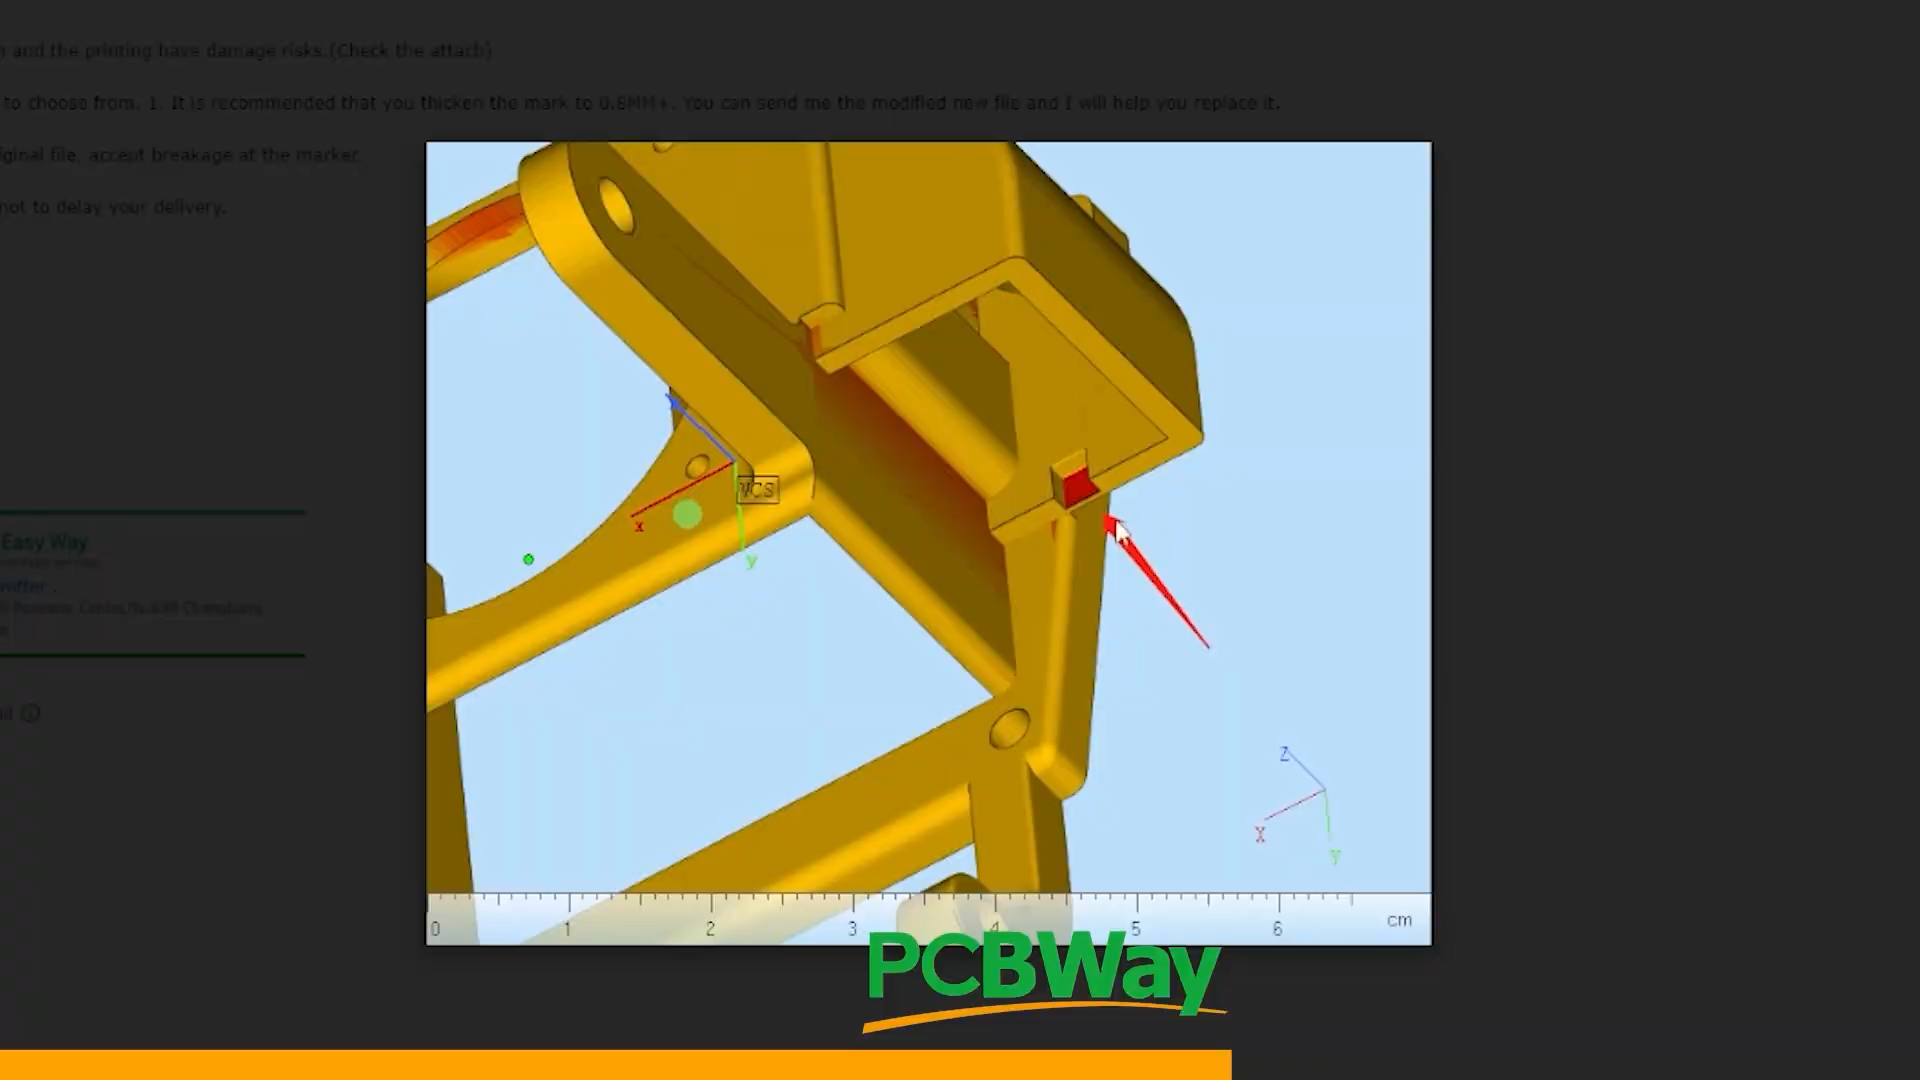 and the printing have damage risks.(Check the attach)
to choose from. 1. It is recommended that you thicken the mark to 0.8MM+. You can send me the modified new file and I will help you replace it.
ginal file, accept breakage at the marker.
not to delay your delivery.
WCS
x
y
Easy Way
Z
X
y
0 1 2 3 4 5 6 cm
PCBWay